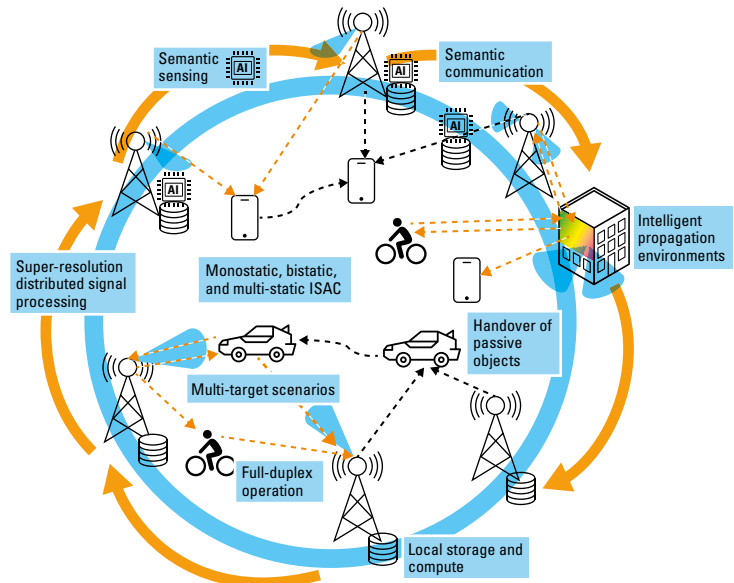 Semantic
sensing
AI
AI
Semantic
communication
AI
AI
Intelligent
propagation
environments
Super-resolution
distributed signal
processing
Monostatic, bistatic,
and multi-static ISAC
Handover of
passive
objects
Multi-target scenarios
Full-duplex
operation
Local storage and
compute